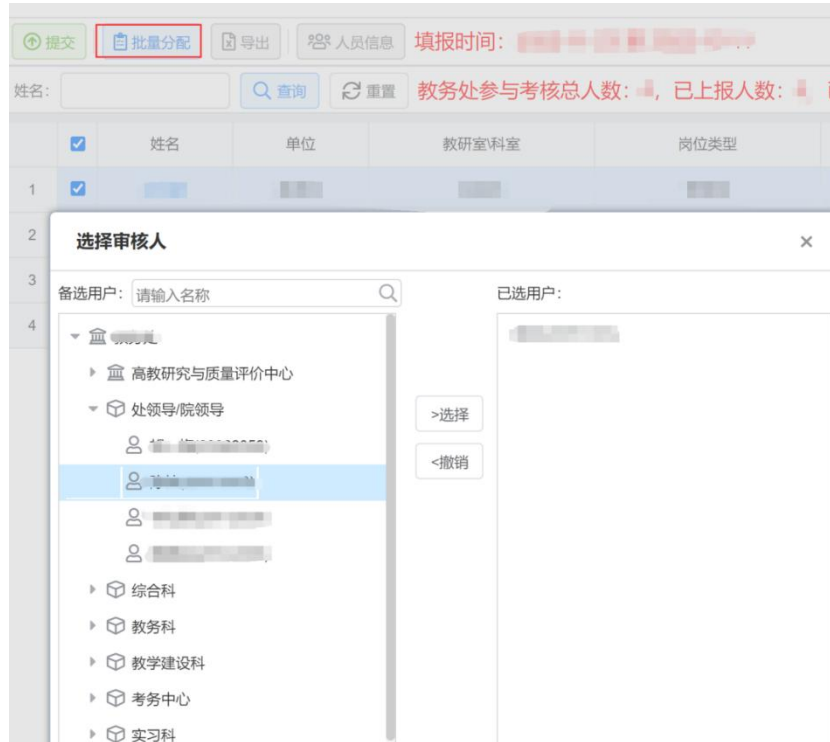 提交 批量分配 导出 人员信息 填报时间：
姓名： 查询 重置 教务处参与考核总人数： ，已上报人数：
姓名 单位 教研室\科室 岗位类型
1
2 选择审核人 ×
3 备选用户： 请输入名称 已选用户：
4
高教研究与质量评价中心
处领导/院领导
>选择
<撤销
综合科
教务科
教学建设科
考务中心
实习科